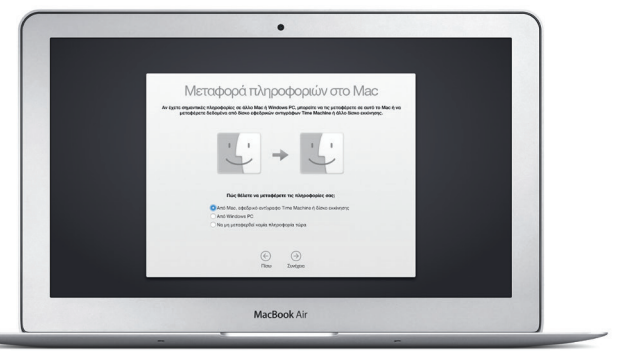 Μεταφορά πληροφοριών στο Mac
Αν έχετε σημαντικές πληροφορίες σε άλλο Mac ή Windows PC, μπορείτε να τις μεταφέρετε σε αυτό το Mac ή να
μεταφέρετε δεδομένα από δίσκο εφεδρικών αντιγράφων Time Machine ή άλλο δίσκο εκκίνησης.
Πώς θέλετε να μεταφέρετε τις πληροφορίες σας;
Από Mac, εφεδρικό αντίγραφο Time Machine ή δίσκο εκκίνησης
Από Windows PC
Να μη μεταφερθεί καμία πληροφορία τώρα
Πίσω Συνέχεια
MacBook Air